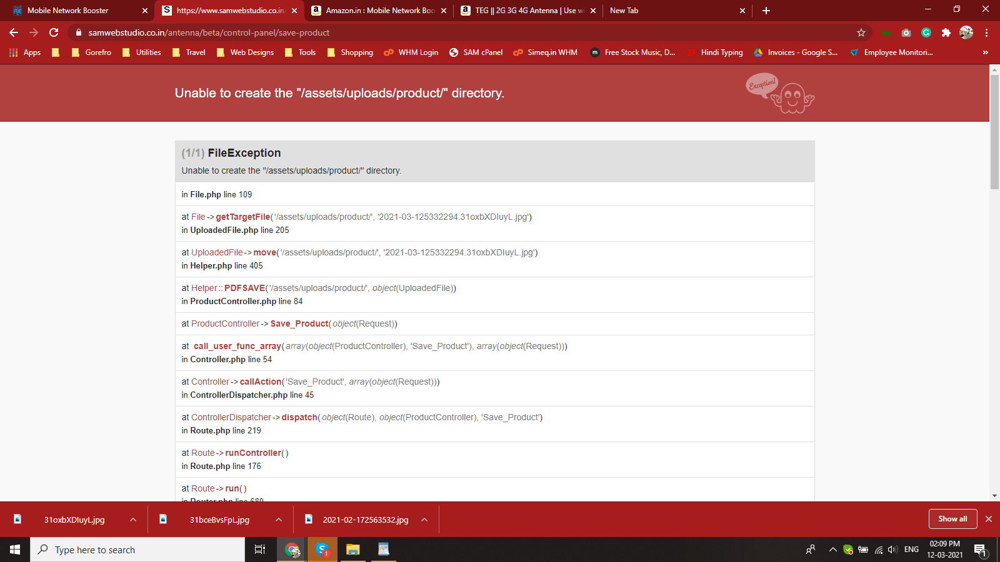 Mobile Network Booster
https://www.samwebstudio.co.in/
Amazon.in : Mobile Network Boo
TEG || 2G 3G 4G Antenna | Use wi
New Tab
samwebstudio.co.in/antenna/beta/control-panel/save-product
Apps
Gorefro
Utilities
Travel
Web Designs
Tools
Shopping
WHM Login
SAM cPanel
Simeq.in WHM
Free Stock Music, D...
Hindi Typing
Invoices - Google S...
Employee Monitori...
»
Unable to create the "/assets/uploads/product/" directory.
Exception!
(1/1) FileException
Unable to create the "/assets/uploads/product/" directory.
in File.php line 109
at File->getTargetFile('/assets/uploads/product/', '2021-03-125332294.31oxbXDIuyL.jpg')
in UploadedFile.php line 205
at UploadedFile->move('/assets/uploads/product/', '2021-03-125332294.31oxbXDIuyL.jpg')
in Helper.php line 405
at Helper::PDFSAVE('/assets/uploads/product/', object(UploadedFile))
in ProductController.php line 84
at ProductController->Save_Product(object(Request))
at call_user_func_array(array(object(ProductController), 'Save_Product'), array(object(Request)))
in Controller.php line 54
at Controller->callAction('Save_Product', array(object(Request)))
in ControllerDispatcher.php line 45
at ControllerDispatcher->dispatch(object(Route), object(ProductController), 'Save_Product')
in Route.php line 219
at Route->runController()
in Route.php line 176
at Route->run()
in Router.php line 680
31oxbXDIuyL.jpg
31bceBvsFpL.jpg
2021-02-172563532.jpg
Show all
Type here to search
1
ENG
02:09 PM
12-03-2021
1